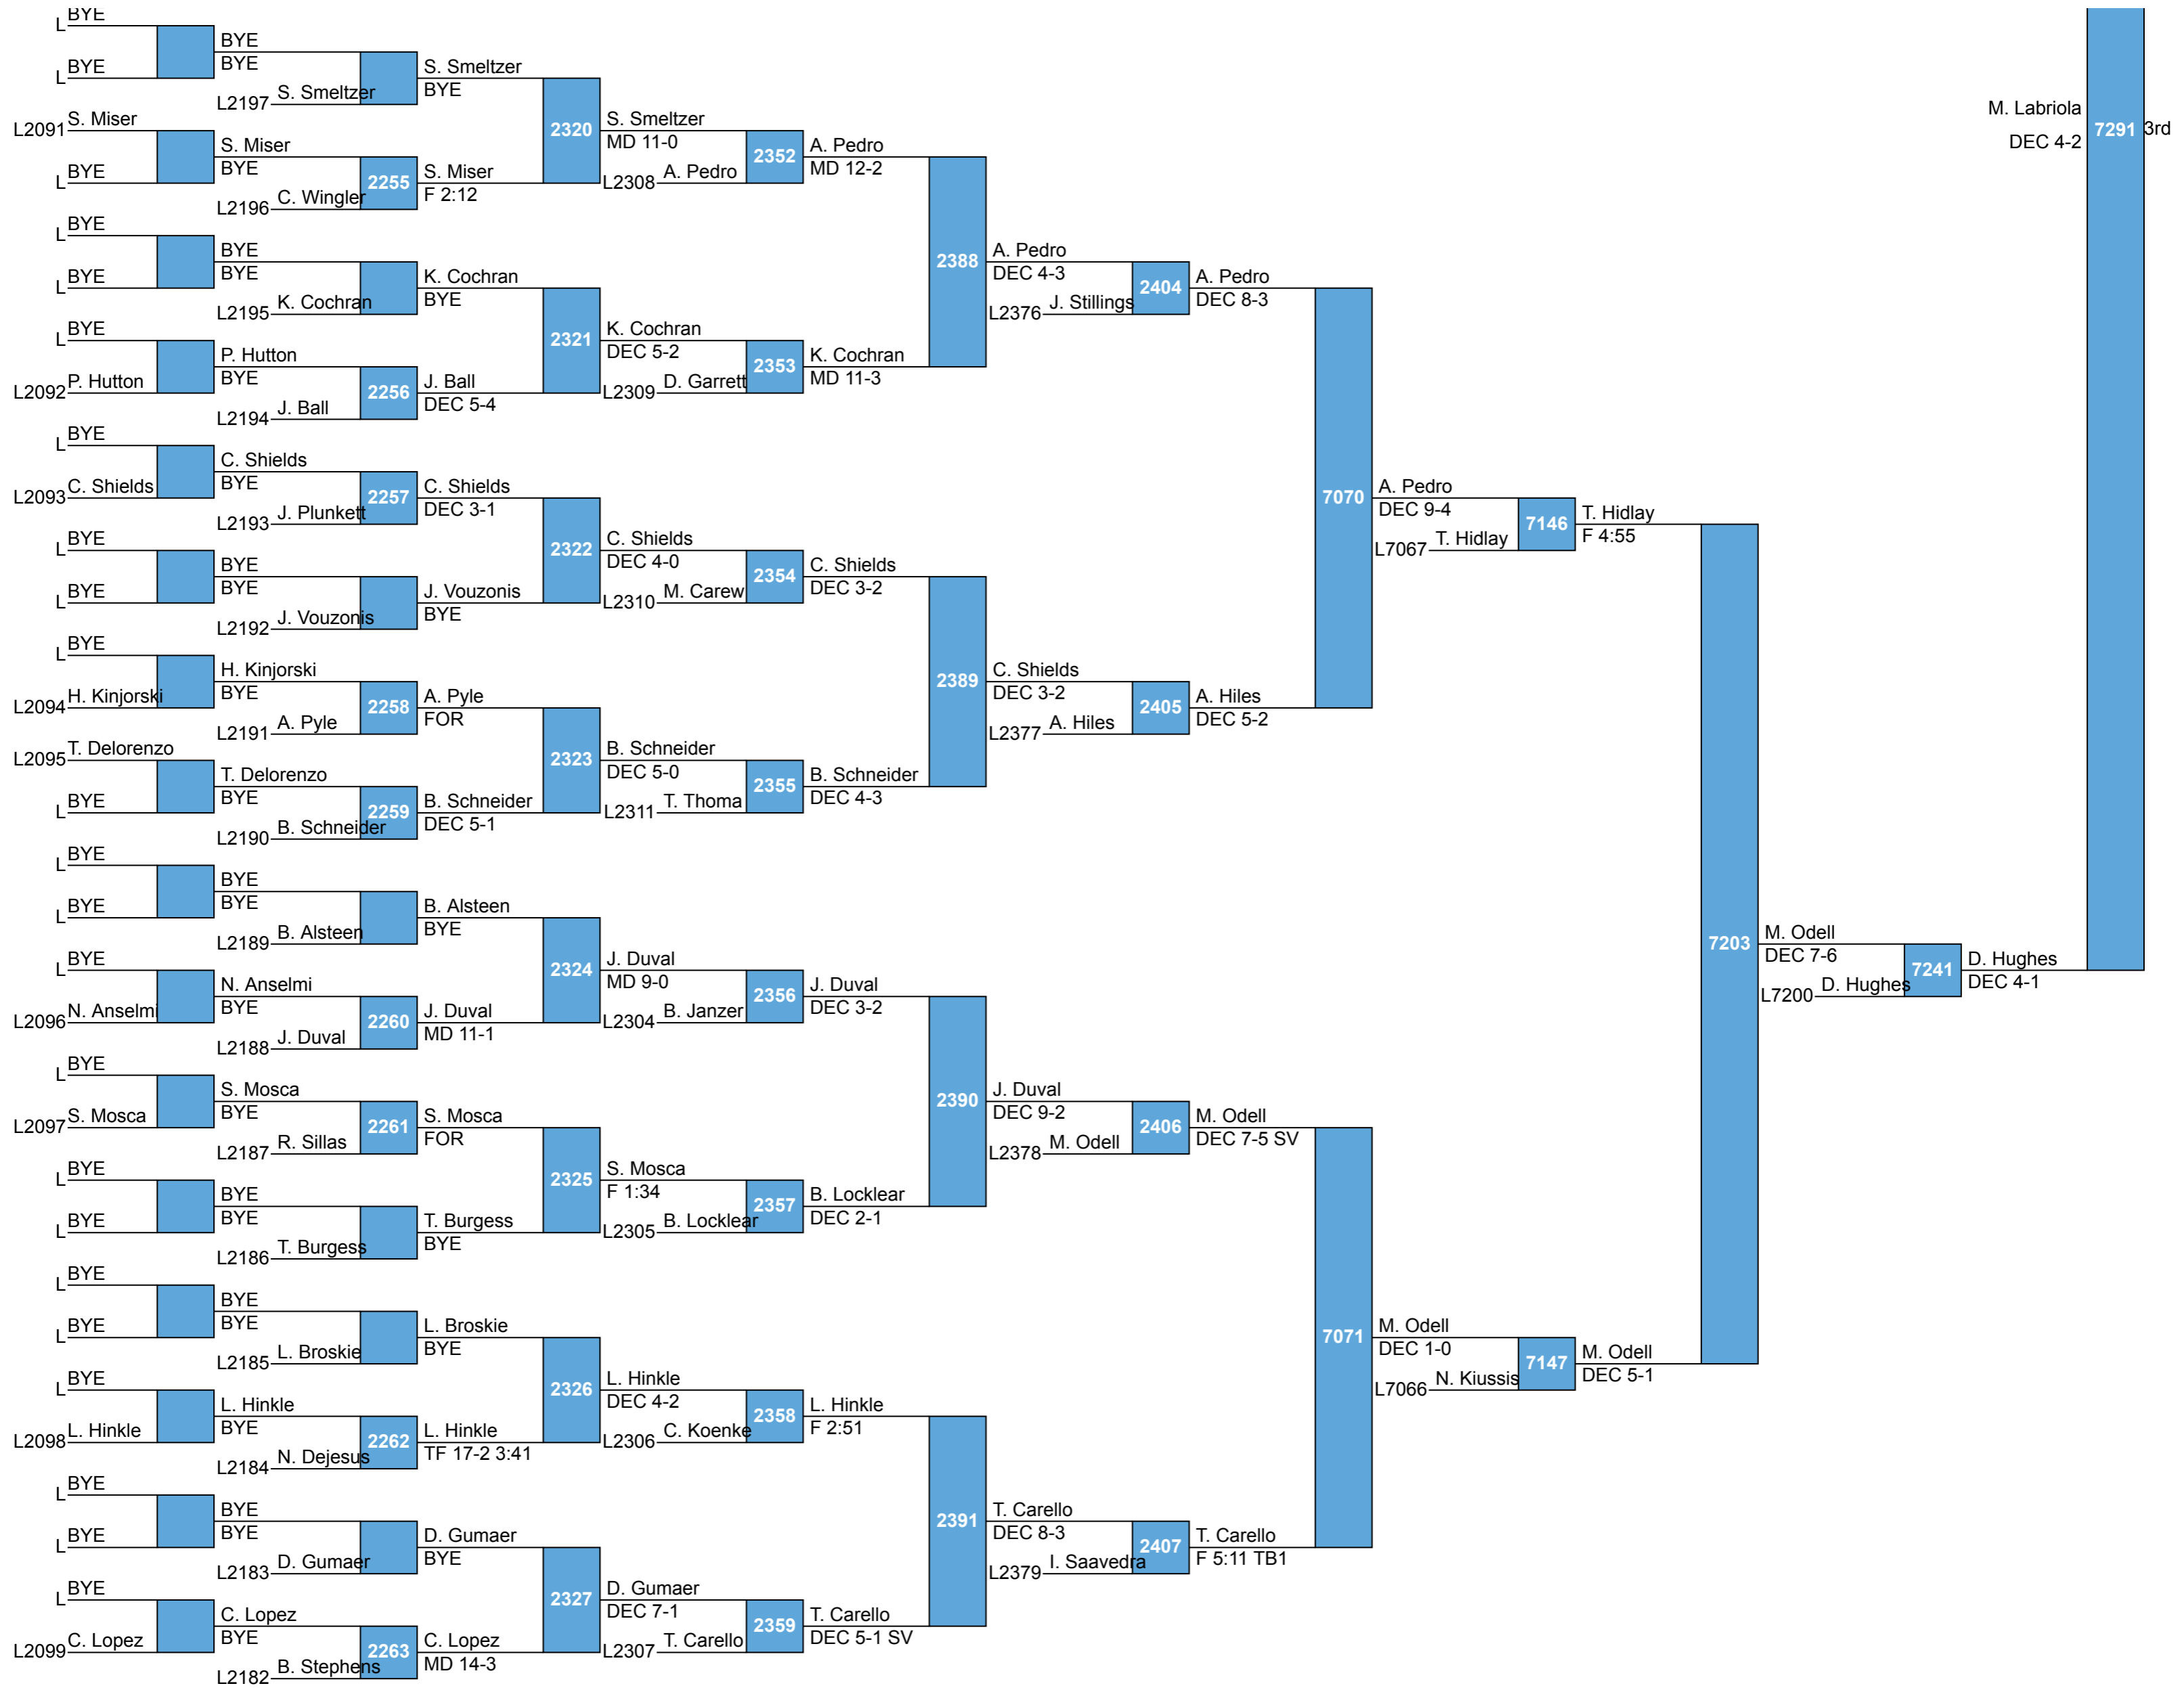 BYE
L
BYE
BYE
BYE
L
S. Smeltzer
L2197
S. Smeltzer
BYE
S. Miser
L2091
S. Miser
BYE
BYE
L
C. Wingler
L2196
2255
S. Miser
F 2:12
2320
S. Smeltzer
MD 11-0
A. Pedro
L2308
2352
A. Pedro
MD 12-2
BYE
L
BYE
BYE
BYE
L
K. Cochran
L2195
K. Cochran
BYE
BYE
L
P. Hutton
BYE
P. Hutton
L2092
J. Ball
L2194
2256
J. Ball
DEC 5-4
2321
K. Cochran
DEC 5-2
D. Garrett
L2309
2353
K. Cochran
MD 11-3
2388
A. Pedro
DEC 4-3
J. Stillings
L2376
2404
A. Pedro
DEC 8-3
BYE
L
C. Shields
BYE
C. Shields
L2093
J. Plunkett
L2193
2257
C. Shields
DEC 3-1
BYE
L
BYE
BYE
BYE
L
J. Vouzonis
L2192
J. Vouzonis
BYE
2322
C. Shields
DEC 4-0
M. Carew
L2310
2354
C. Shields
DEC 3-2
BYE
L
H. Kinjorski
BYE
H. Kinjorski
L2094
A. Pyle
L2191
2258
A. Pyle
FOR
T. Delorenzo
L2095
T. Delorenzo
BYE
BYE
L
B. Schneider
L2190
2259
B. Schneider
DEC 5-1
2323
B. Schneider
DEC 5-0
T. Thoma
L2311
2355
B. Schneider
DEC 4-3
2389
C. Shields
DEC 3-2
A. Hiles
L2377
2405
A. Hiles
DEC 5-2
7070
A. Pedro
DEC 9-4
T. Hidlay
L7067
7146
T. Hidlay
F 4:55
BYE
L
BYE
BYE
BYE
L
B. Alsteen
L2189
B. Alsteen
BYE
BYE
L
N. Anselmi
BYE
N. Anselmi
L2096
J. Duval
L2188
2260
J. Duval
MD 11-1
2324
J. Duval
MD 9-0
B. Janzer
L2304
2356
J. Duval
DEC 3-2
BYE
L
S. Mosca
BYE
S. Mosca
L2097
R. Sillas
L2187
2261
S. Mosca
FOR
BYE
L
BYE
BYE
BYE
L
T. Burgess
L2186
T. Burgess
BYE
2325
S. Mosca
F 1:34
B. Locklear
L2305
2357
B. Locklear
DEC 2-1
2390
J. Duval
DEC 9-2
M. Odell
L2378
2406
M. Odell
DEC 7-5 SV
BYE
L
BYE
BYE
BYE
L
L. Broskie
L2185
L. Broskie
BYE
BYE
L
L. Hinkle
BYE
L. Hinkle
L2098
N. Dejesus
L2184
2262
L. Hinkle
TF 17-2 3:41
2326
L. Hinkle
DEC 4-2
C. Koenke
L2306
2358
L. Hinkle
F 2:51
BYE
L
BYE
BYE
BYE
L
D. Gumaer
L2183
D. Gumaer
BYE
BYE
L
C. Lopez
BYE
C. Lopez
L2099
B. Stephens
L2182
2263
C. Lopez
MD 14-3
2327
D. Gumaer
DEC 7-1
T. Carello
L2307
2359
T. Carello
DEC 5-1 SV
2391
T. Carello
DEC 8-3
I. Saavedra
L2379
2407
T. Carello
F 5:11 TB1
7071
M. Odell
DEC 1-0
N. Kiussis
L7066
7147
M. Odell
DEC 5-1
7203
M. Odell
DEC 7-6
D. Hughes
L7200
7241
D. Hughes
DEC 4-1
M. Labriola
DEC 4-2
7291
3rd